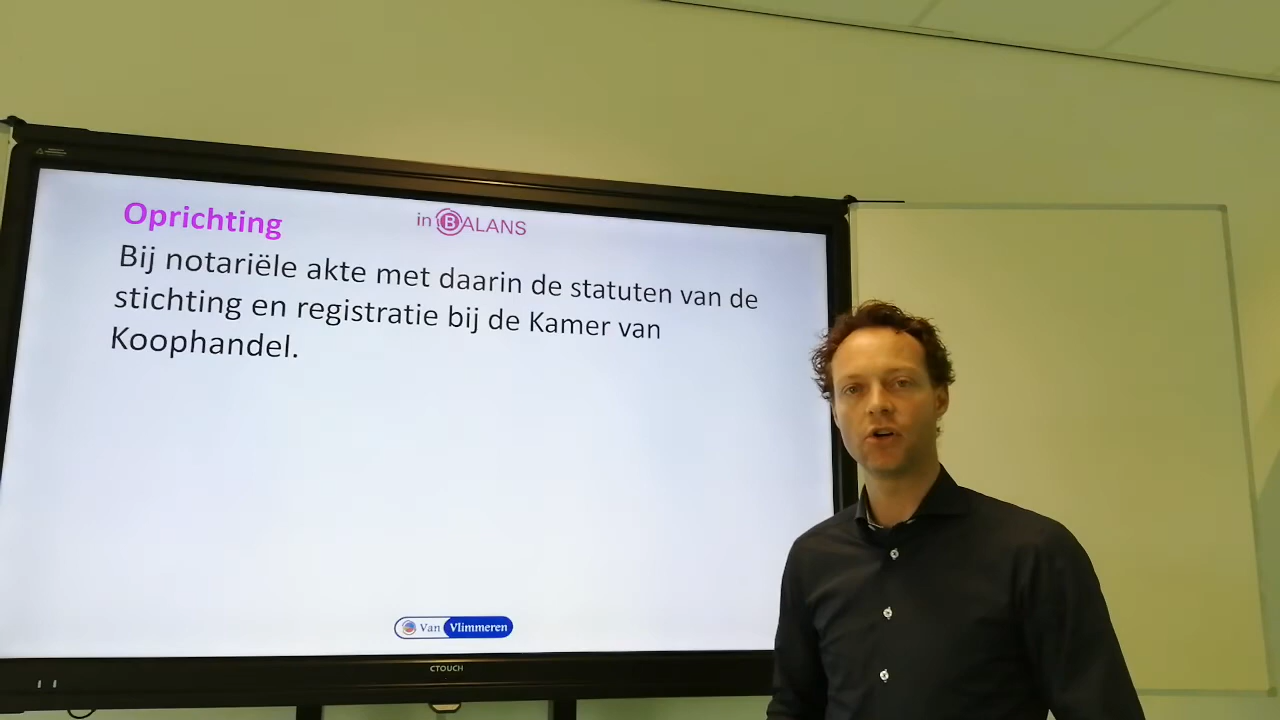 Oprichting
in BALANS
Bij notariële akte met daarin de statuten van de
stichting en registratie bij de Kamer van
Koophandel.
Van Vlimmeren
CTOUCH